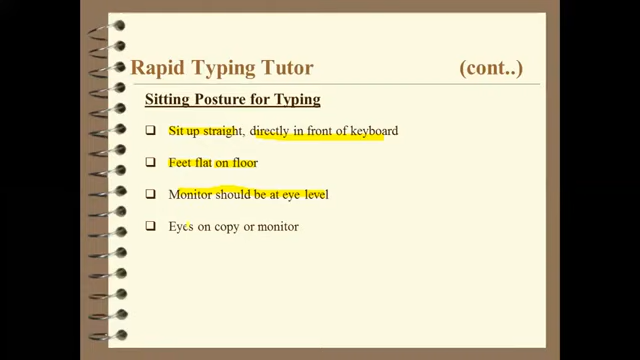 Rapid Typing Tutor (cont..)
Sitting Posture for Typing
❑ Sit up straight, directly in front of keyboard
❑ Feet flat on floor
❑ Monitor should be at eye level
❑ Eyes on copy or monitor